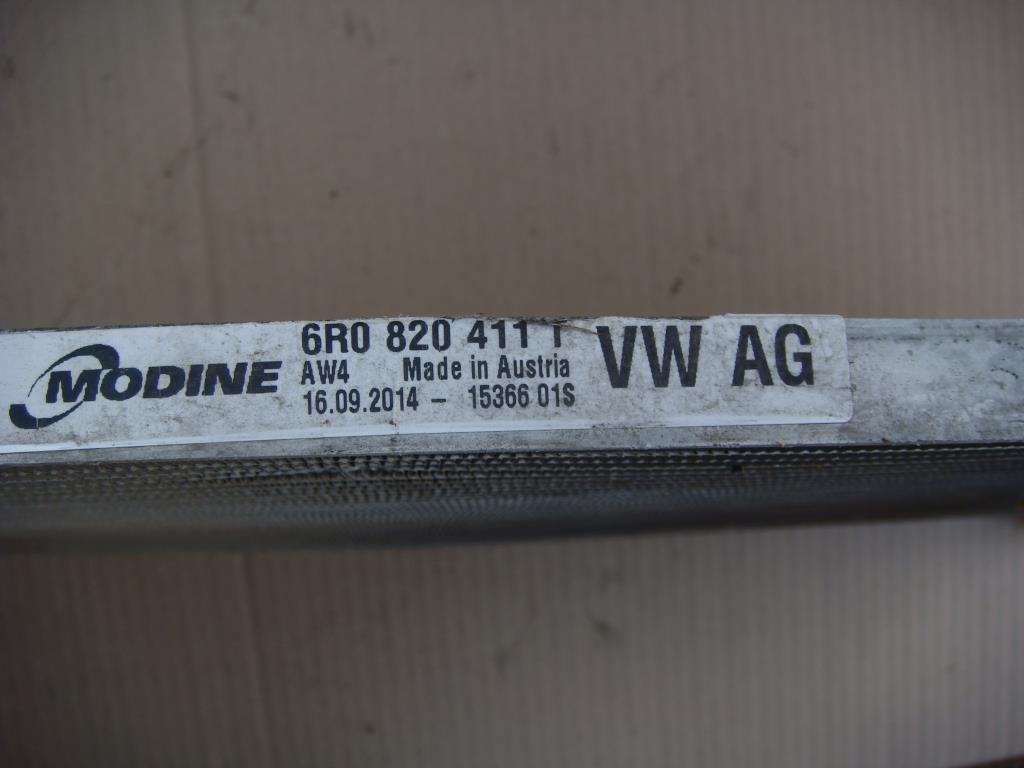 MODINE
6R0 820 411 T
AW4 Made in Austria
16.09.2014 - 15366 01S
VW AG